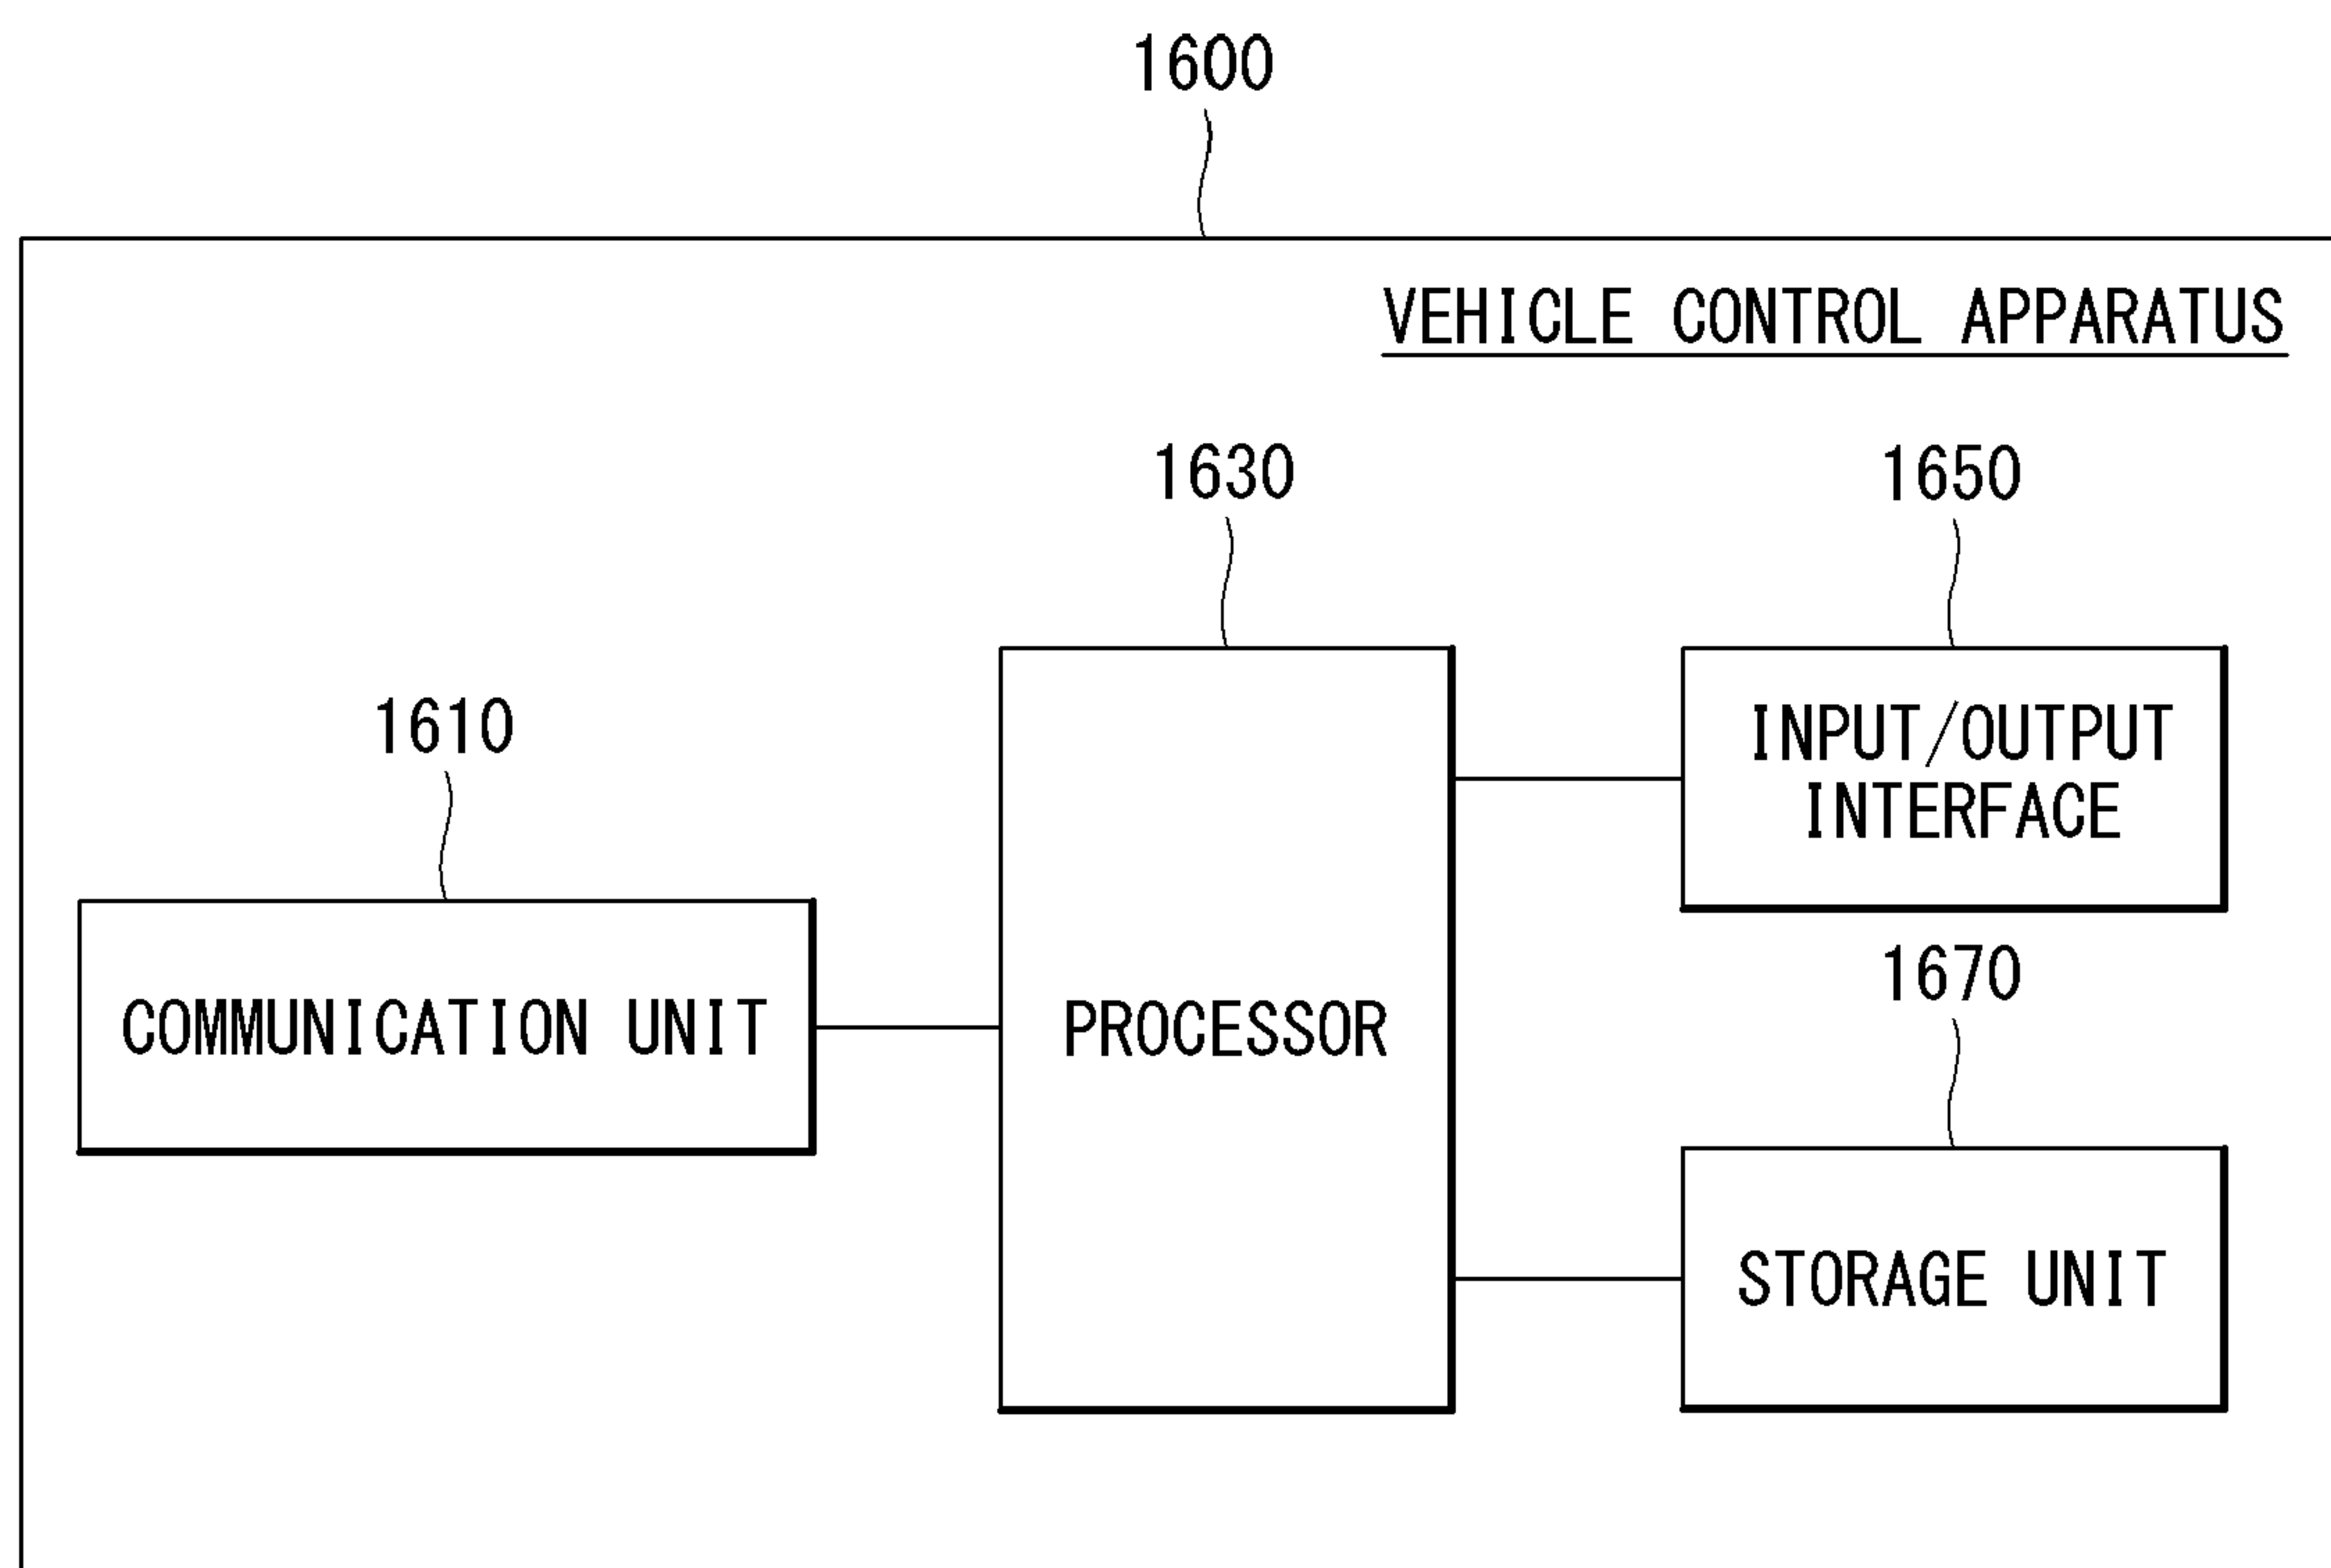 1600
VEHICLE CONTROL APPARATUS
1630
1650
1610
INPUT/OUTPUT
INTERFACE
1670
COMMUNICATION UNIT
PROCESSOR
STORAGE UNIT